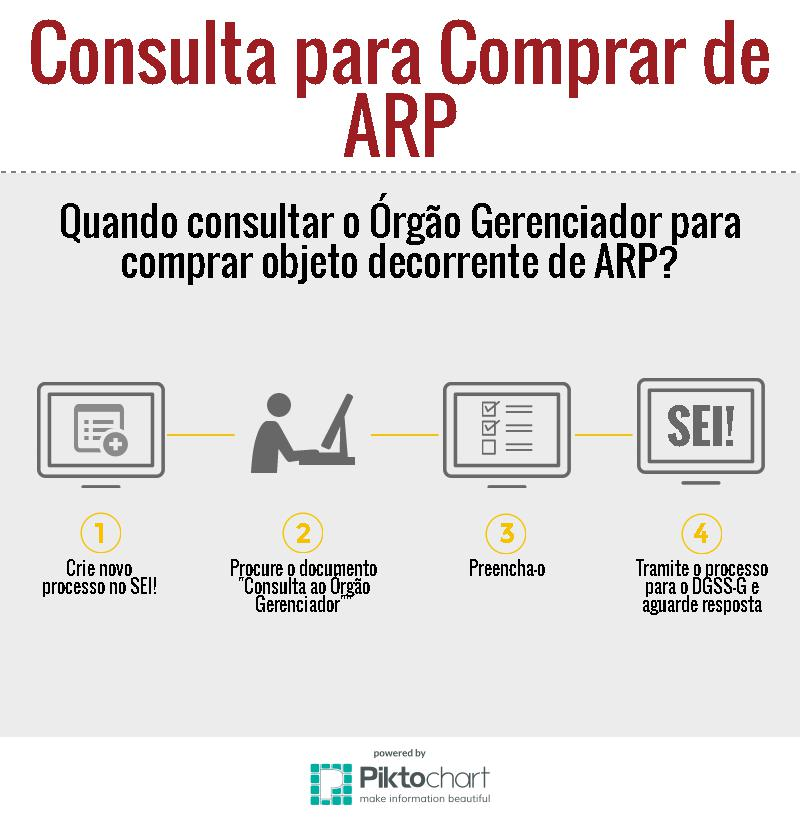 Consulta para Comprar de
ARP
Quando consultar o Órgão Gerenciador para
comprar objeto decorrente de ARP?
SEI!
1
Crie novo
processo no SEI!
2
Procure o documento
"Consulta ao Órgão
Gerenciador""
3
Preencha-o
4
Tramite o processo
para o DGSS-G e
aguarde resposta
powered by
Piktochart
make information beautiful